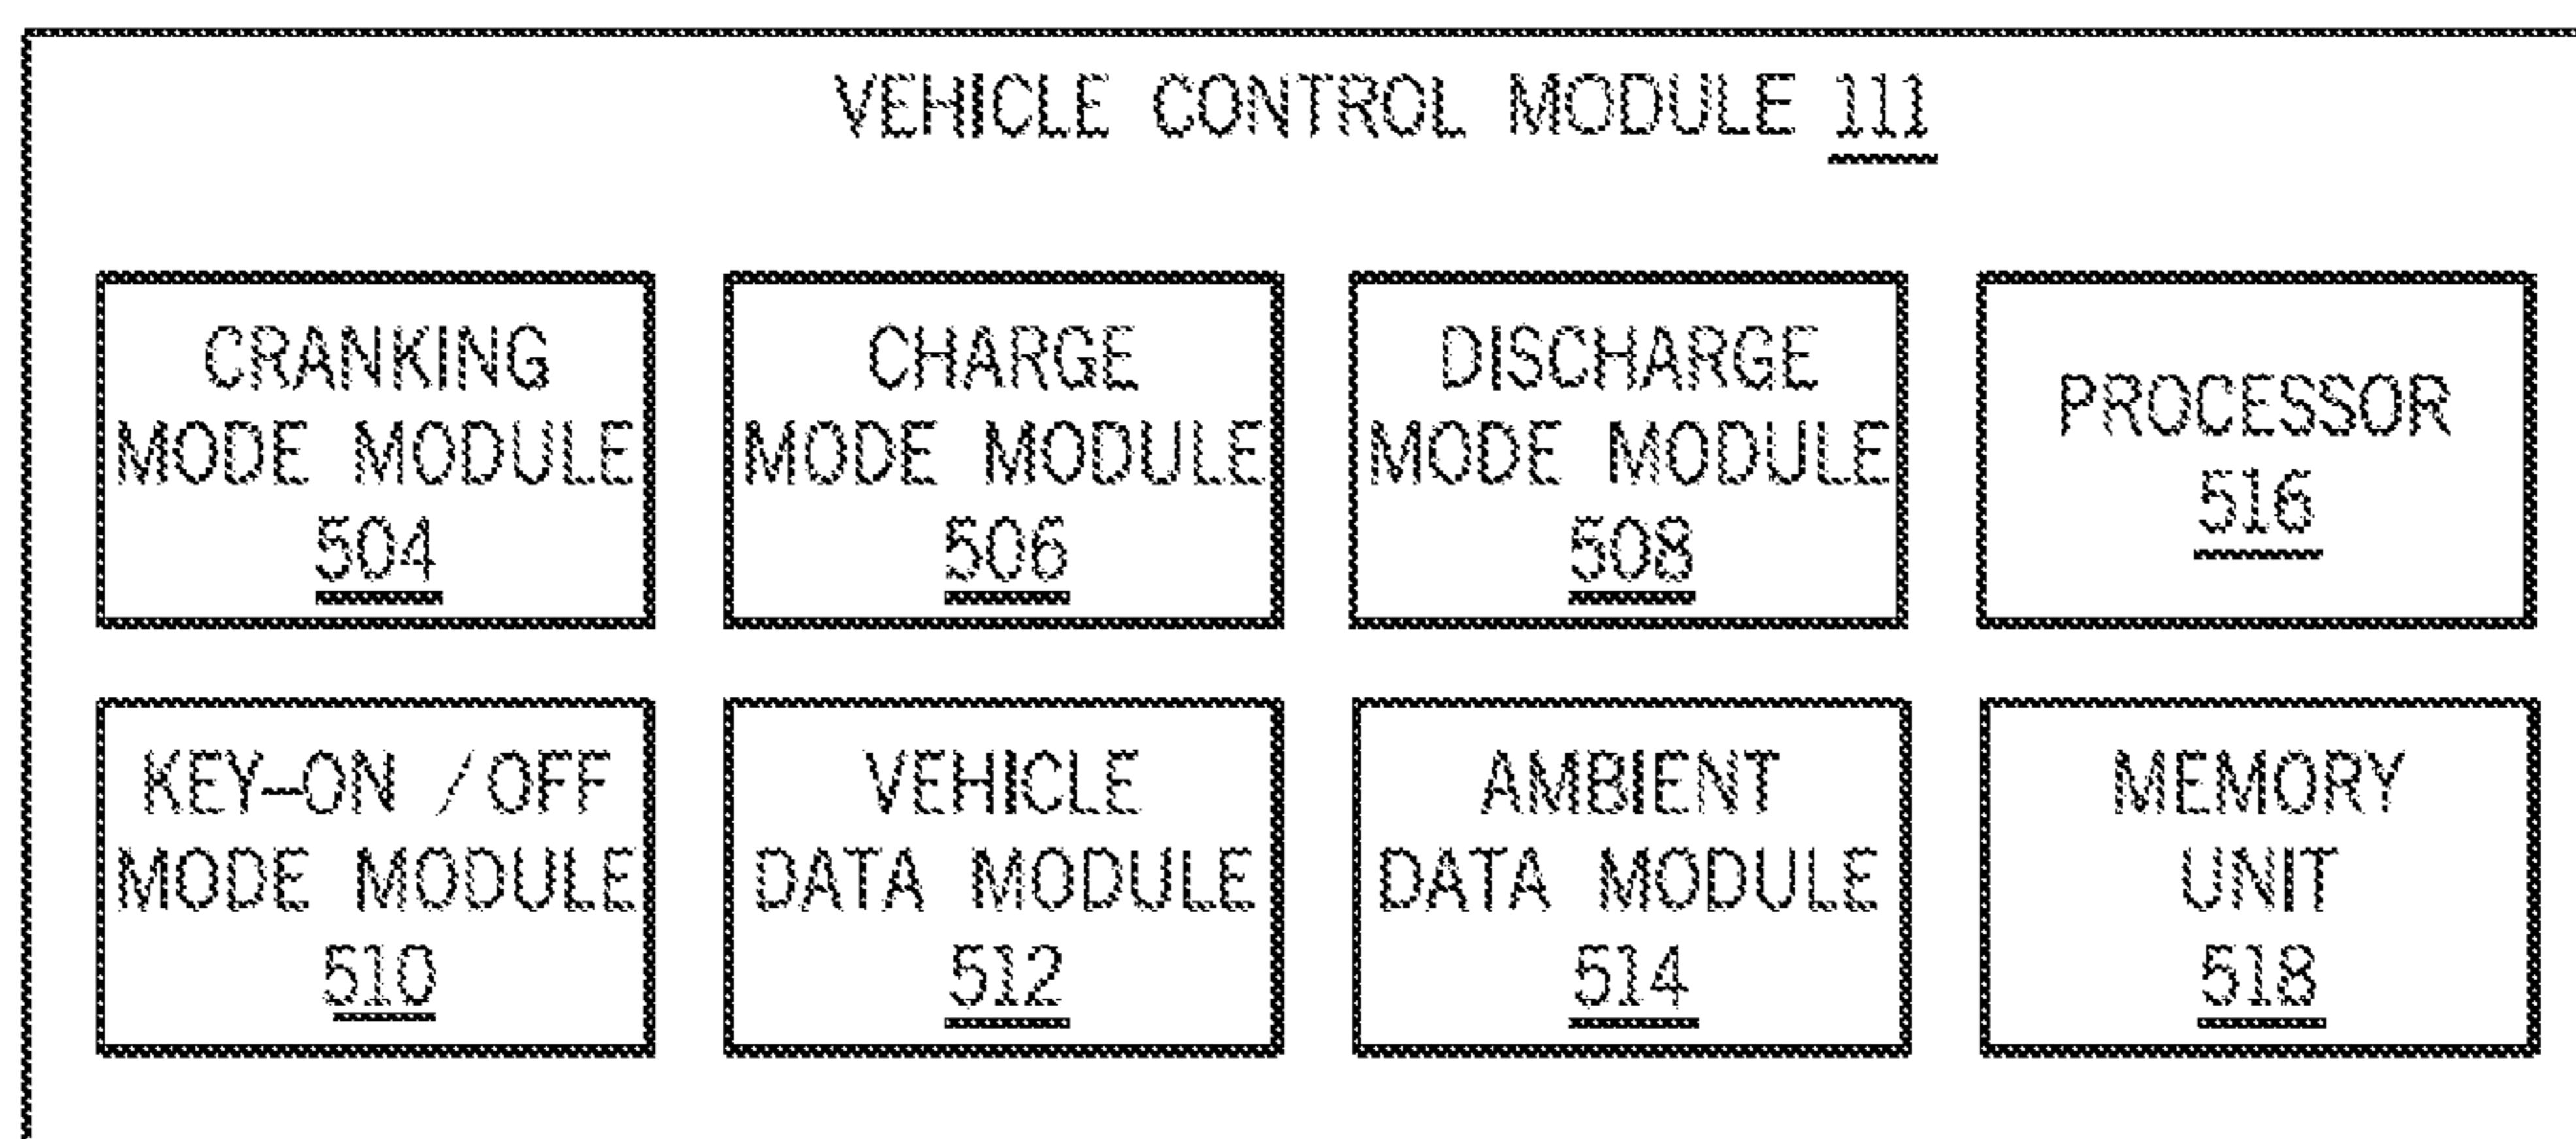 VEHICLE CONTROL MODULE 111
CRANKING
MODE MODULE
504
CHARGE
MODE MODULE
506
DISCHARGE
MODE MODULE
508
PROCESSOR
516
KEY-ON /OFF
MODE MODULE
510
VEHICLE
DATA MODULE
512
AMBIENT
DATA MODULE
514
MEMORY
UNIT
518